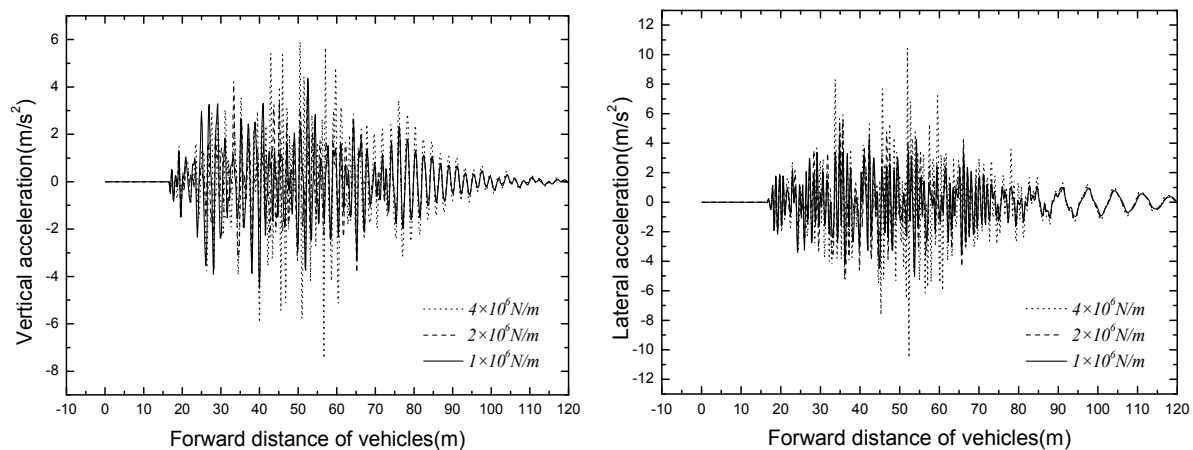 Vertical acceleration(m/s²)
6
4
2
0
-2
-4
-6
-8
4×10⁶N/m
2×10⁶N/m
1×10⁶N/m
-10 0 10 20 30 40 50 60 70 80 90 100 110 120
Forward distance of vehicles(m)
Lateral acceleration(m/s²)
12
10
8
6
4
2
0
-2
-4
-6
-8
-10
-12
4×10⁶N/m
2×10⁶N/m
1×10⁶N/m
-10 0 10 20 30 40 50 60 70 80 90 100 110 120
Forward distance of vehicles(m)